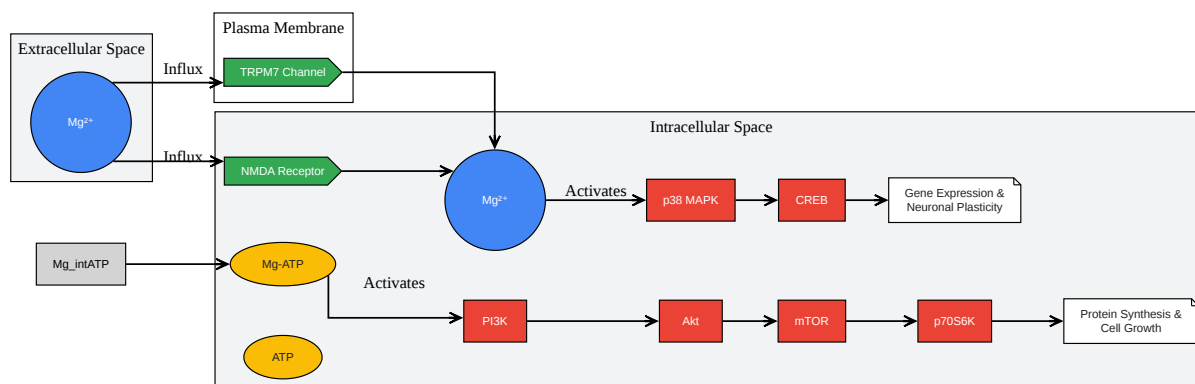 Plasma Membrane
Extracellular Space
Influx
TRPM7 Channel
Mg²⁺
Intracellular Space
Influx
NMDA Receptor
Mg²⁺
Activates
p38 MAPK
CREB
Gene Expression &
Neuronal Plasticity
Mg_intATP
Mg-ATP
Activates
PI3K
Akt
mTOR
p70S6K
Protein Synthesis &
Cell Growth
ATP